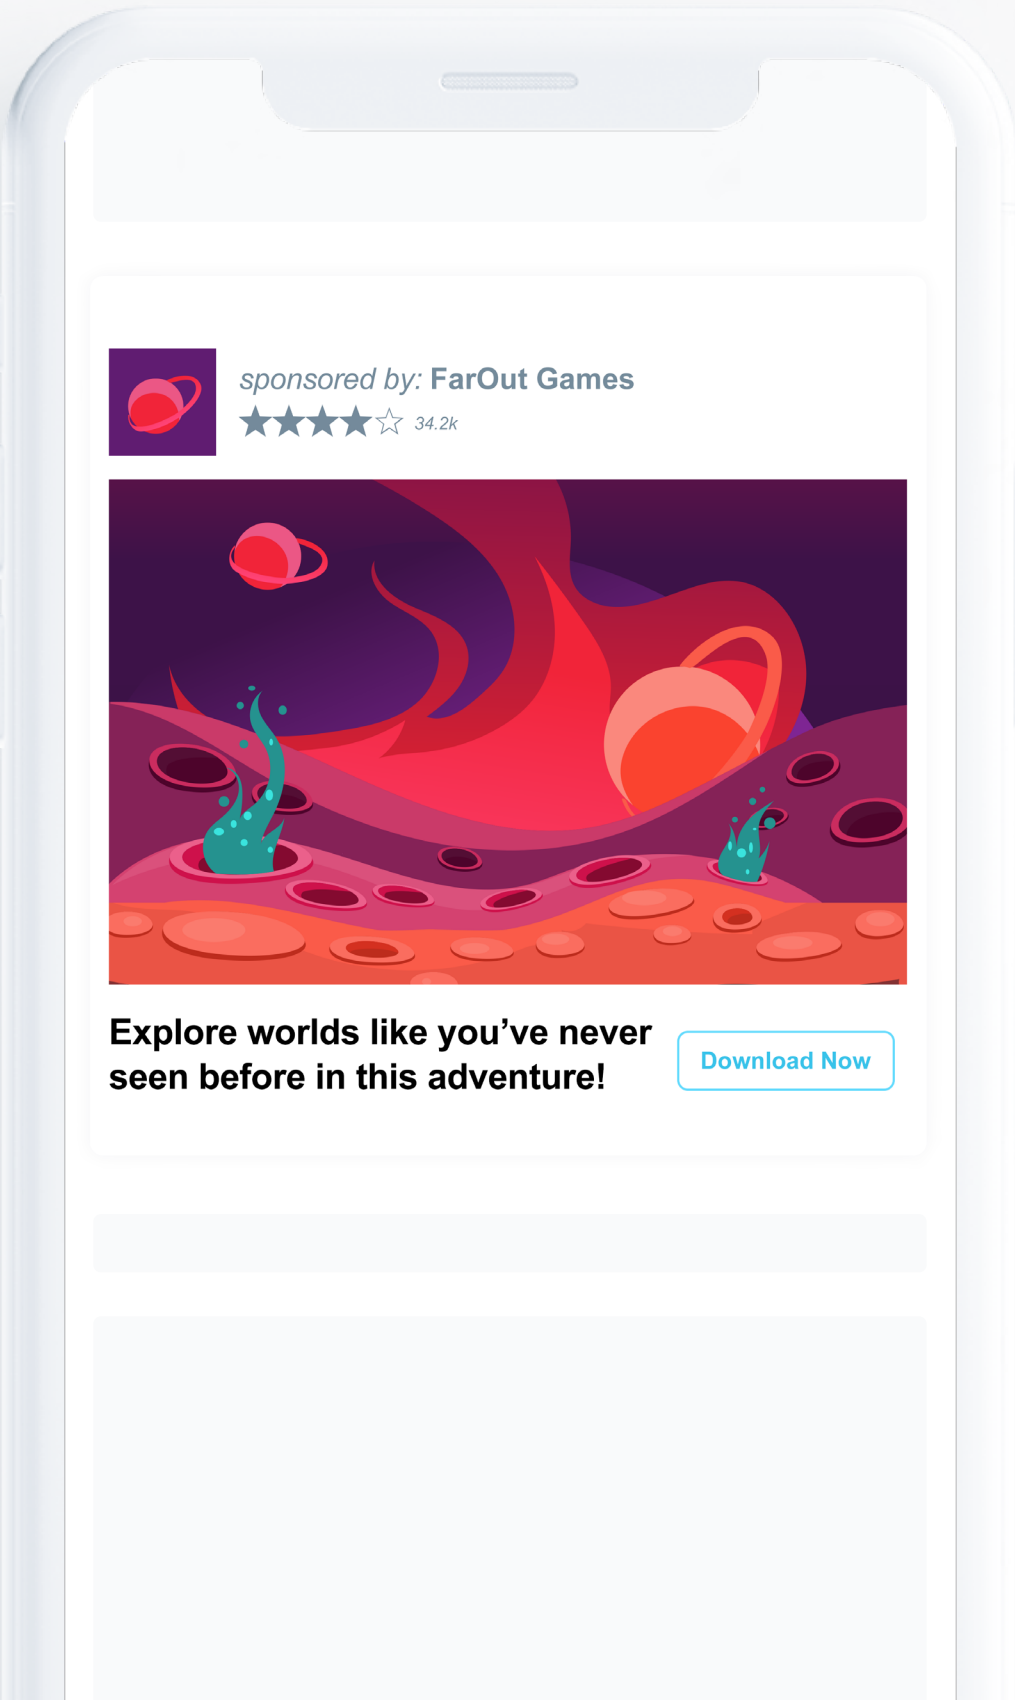 sponsored by: FarOut Games
34.2k
Explore worlds like you’ve never
seen before in this adventure!
Download Now